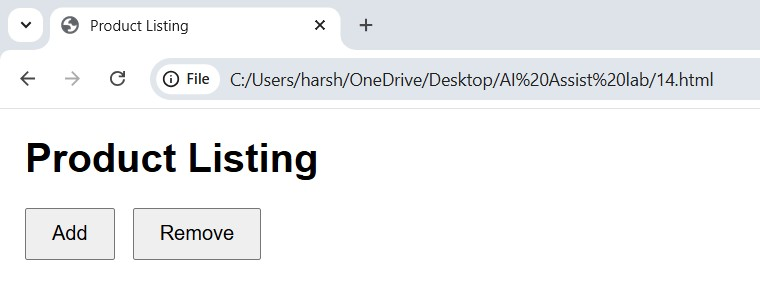 Product Listing
File C:/Users/harsh/OneDrive/Desktop/AI%20Assist%20lab/14.html
Product Listing
Add Remove